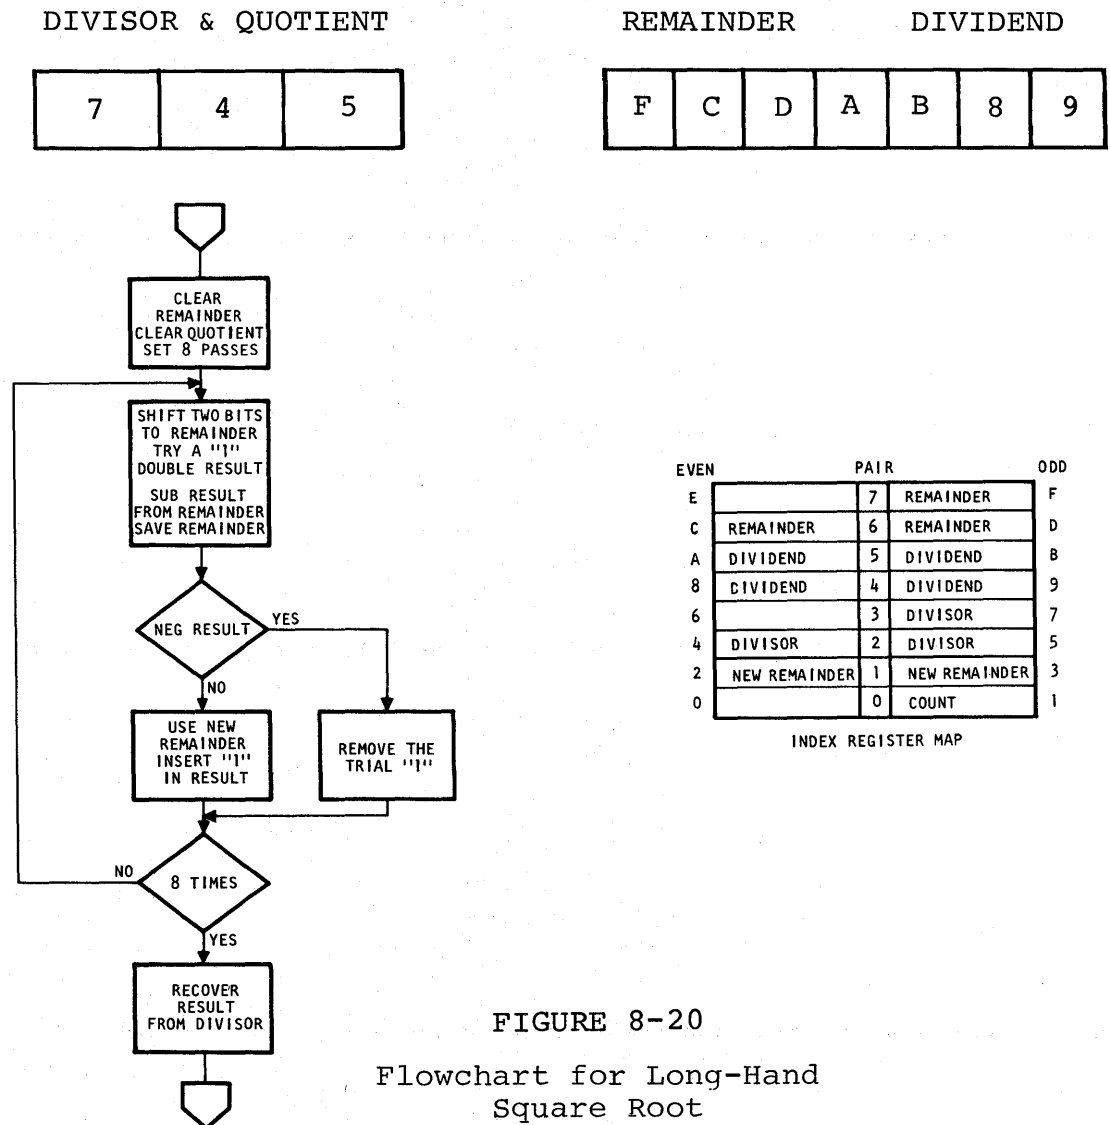 DIVISOR & QUOTIENT
REMAINDER DIVIDEND
7 4 5
F C D A B 8 9
CLEAR
REMAINDER
CLEAR QUOTIENT
SET 8 PASSES
SHIFT TWO BITS
TO REMAINDER
TRY A "1"
DOUBLE RESULT
SUB RESULT
FROM REMAINDER
SAVE REMAINDER
NEG RESULT
YES
NO
USE NEW
REMAINDER
INSERT "1"
IN RESULT
REMOVE THE
TRIAL "1"
8 TIMES
NO
YES
RECOVER
RESULT
FROM DIVISOR
EVEN PAIR ODD
E 7 REMAINDER F
C REMAINDER 6 REMAINDER D
A DIVIDEND 5 DIVIDEND B
8 DIVIDEND 4 DIVIDEND 9
6 3 DIVISOR 7
4 DIVISOR 2 DIVISOR 5
2 NEW REMAINDER 1 NEW REMAINDER 3
0 0 COUNT 1
INDEX REGISTER MAP
FIGURE 8-20
Flowchart for Long-Hand
Square Root